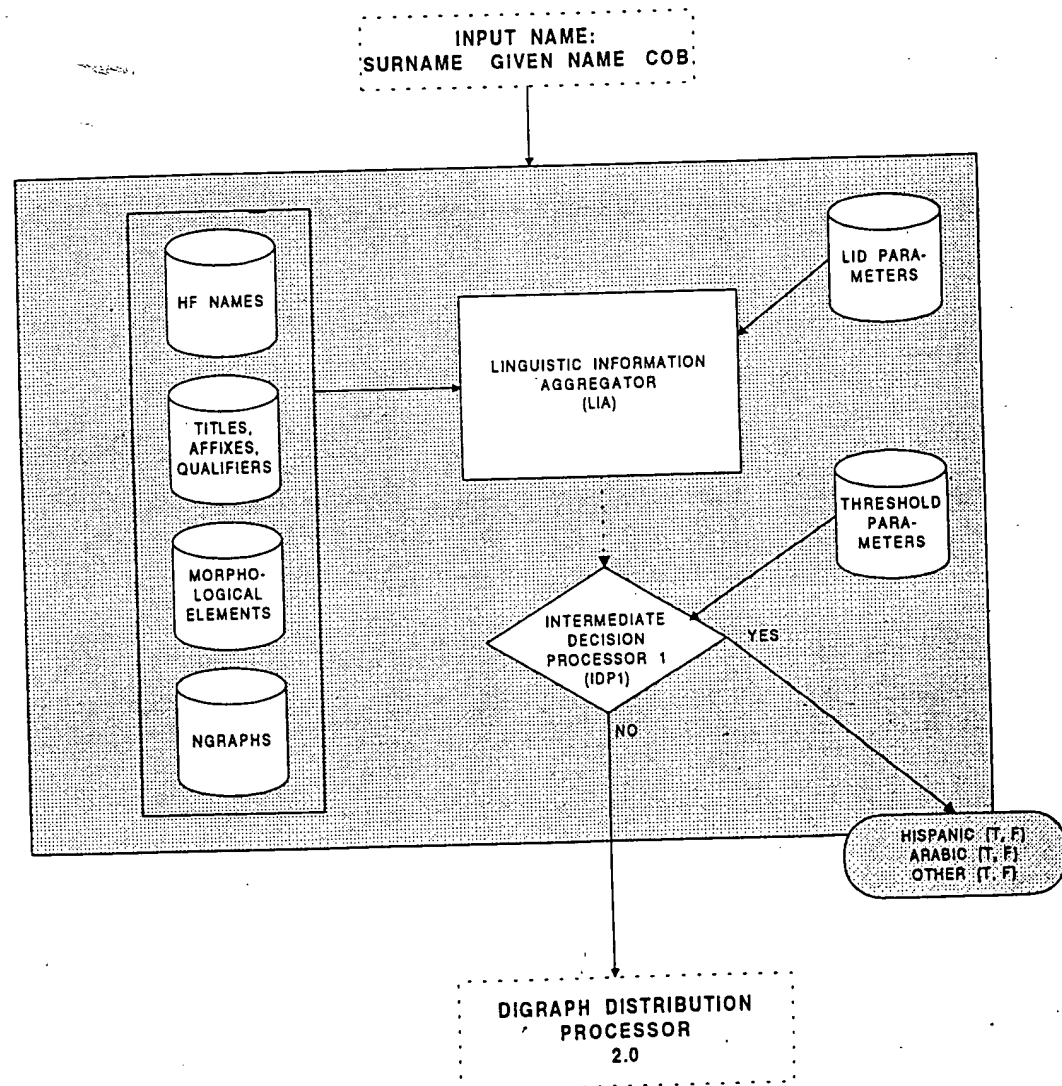 INPUT NAME:
SURNAME GIVEN NAME COB
HF NAMES
TITLES,
AFFIXES,
QUALIFIERS
MORPHO-
LOGICAL
ELEMENTS
NGRAPHS
LINGUISTIC INFORMATION
AGGREGATOR
(LIA)
LID PARA-
METERS
THRESHOLD
PARA-
METERS
INTERMEDIATE
DECISION
PROCESSOR 1
(IDP1)
YES
NO
HISPANIC (T, F)
ARABIC (T, F)
OTHER (T, F)
DIGRAPH DISTRIBUTION
PROCESSOR
2.0